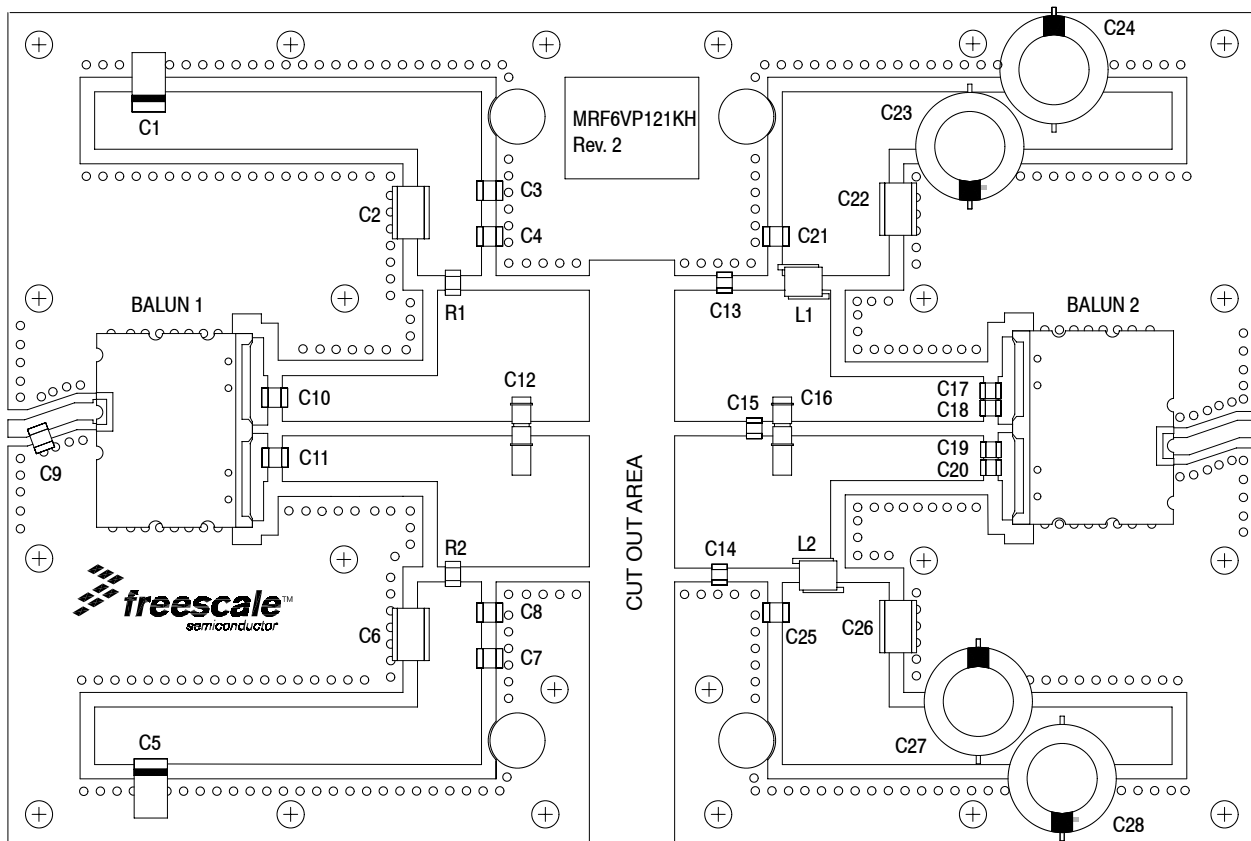 C24
C23
C1
MRF6VP121KH
Rev. 2
C3
C2
C22
C4
C21
BALUN 1
R1
C13
L1
BALUN 2
C12
C10
C15
C16
C17
C18
C9
C11
C19
C20
CUT OUT AREA
R2
C14
L2
freescale™
semiconductor
C8
C6
C25
C26
C7
C5
C27
C28